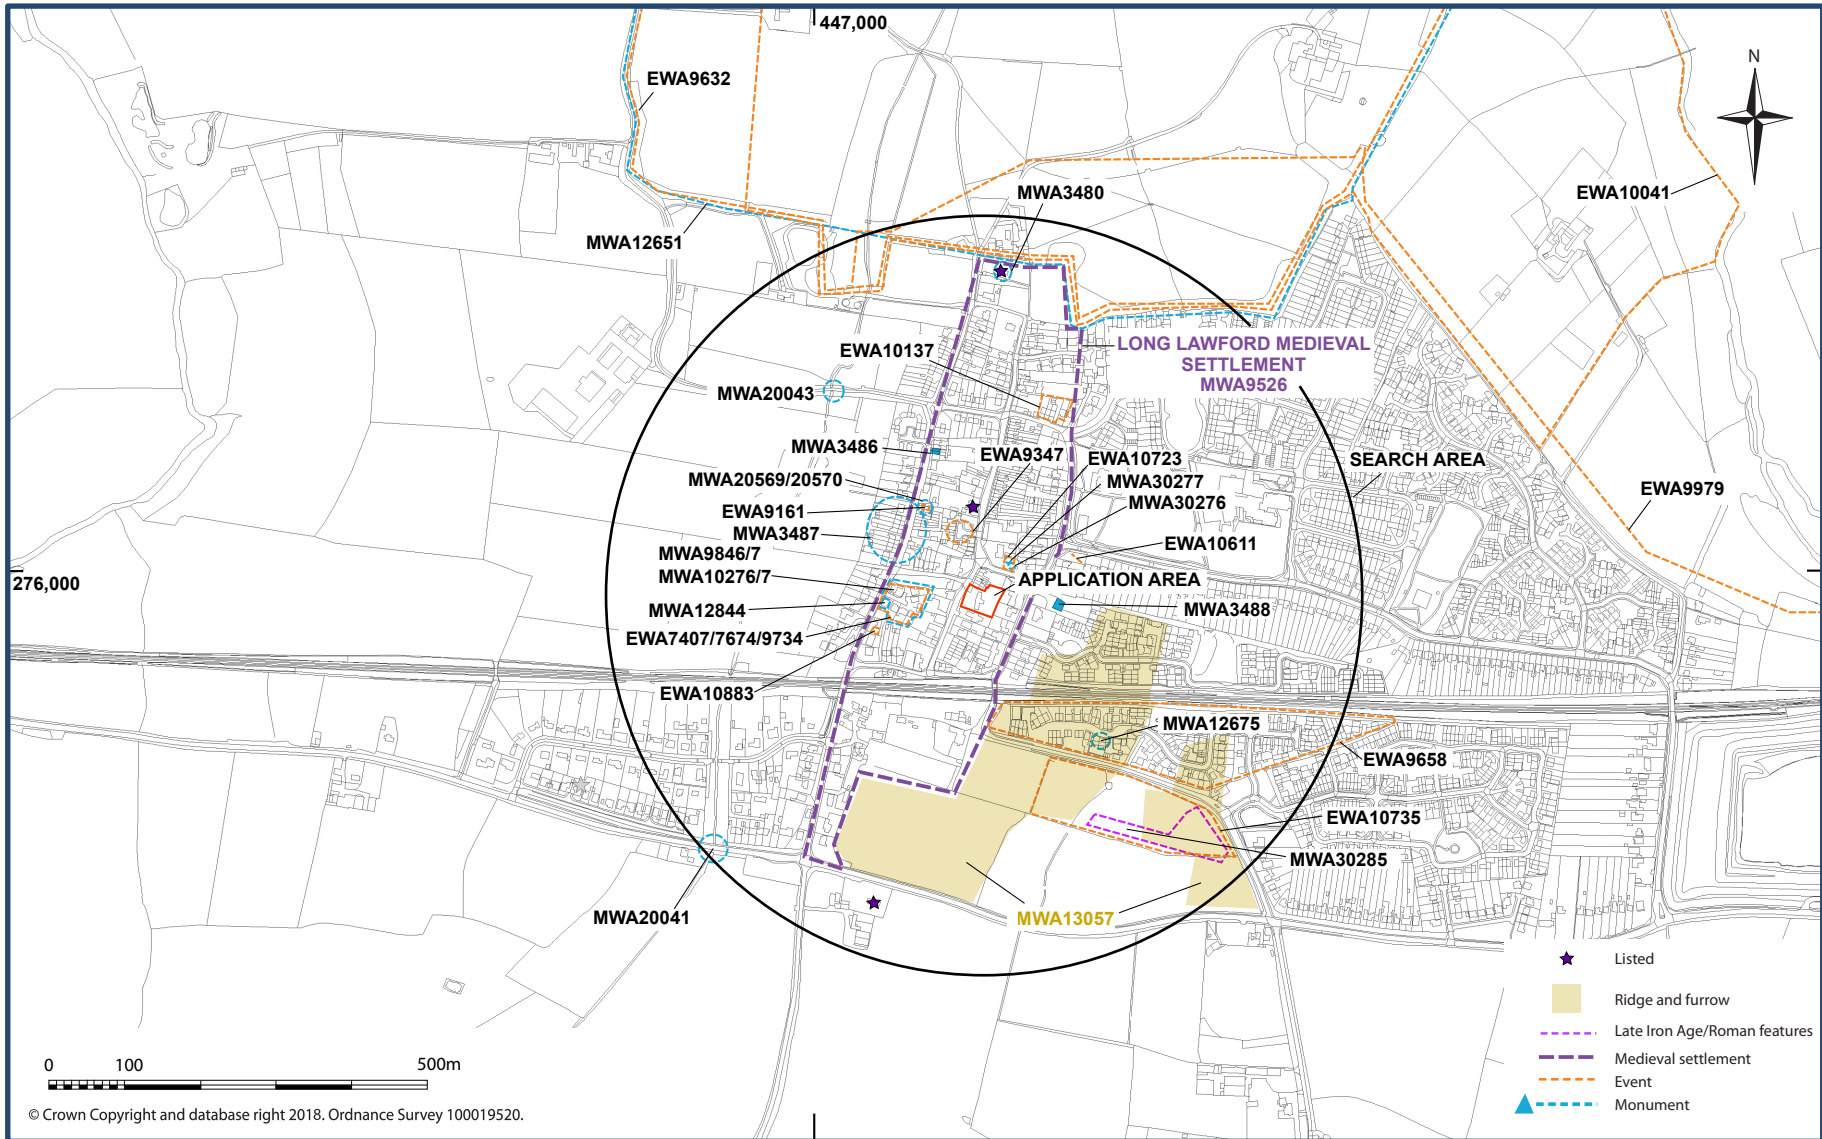 447,000
EWA9632
N
MWA3480
EWA10041
MWA12651
LONG LAWFORD MEDIEVAL
SETTLEMENT
MWA9526
EWA10137
MWA20043
MWA3486
EWA9347
EWA10723
SEARCH AREA
MWA20569/20570
MWA30277
EWA9979
MWA30276
EWA9161
MWA3487
EWA10611
MWA9846/7
276,000
MWA10276/7
APPLICATION AREA
MWA12844
MWA3488
EWA7407/7674/9734
EWA10883
MWA12675
EWA9658
EWA10735
MWA30285
MWA20041
MWA13057
Listed
Ridge and furrow
Late Iron Age/Roman features
Medieval settlement
Event
Monument
0 100 500m
© Crown Copyright and database right 2018. Ordnance Survey 100019520.